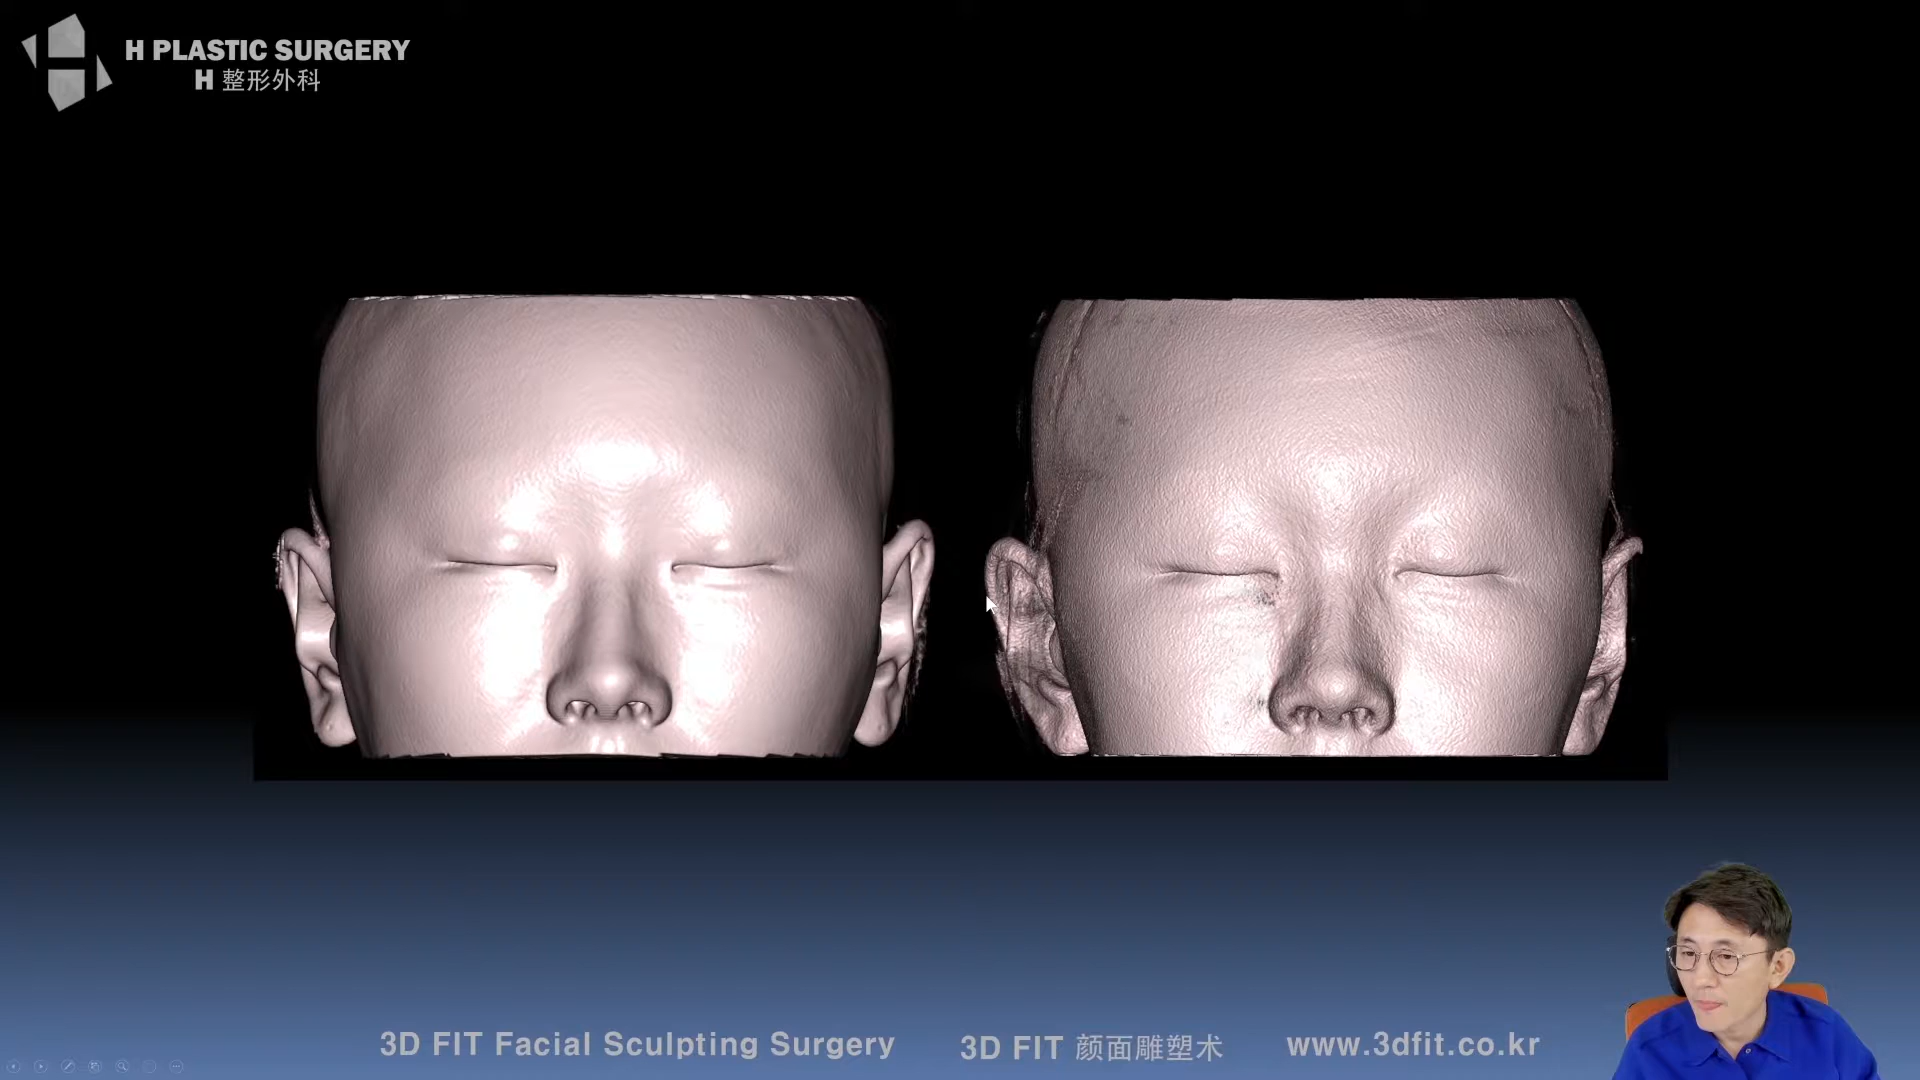 H PLASTIC SURGERY
H 整形外科
3D FIT Facial Sculpting Surgery
3D FIT 颜面雕塑术
www.3dfit.co.kr